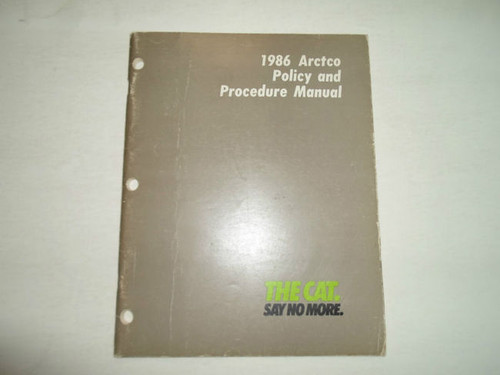 1986 Arctco
Policy and
Procedure Manual
THE CAT.
SAY NO MORE.